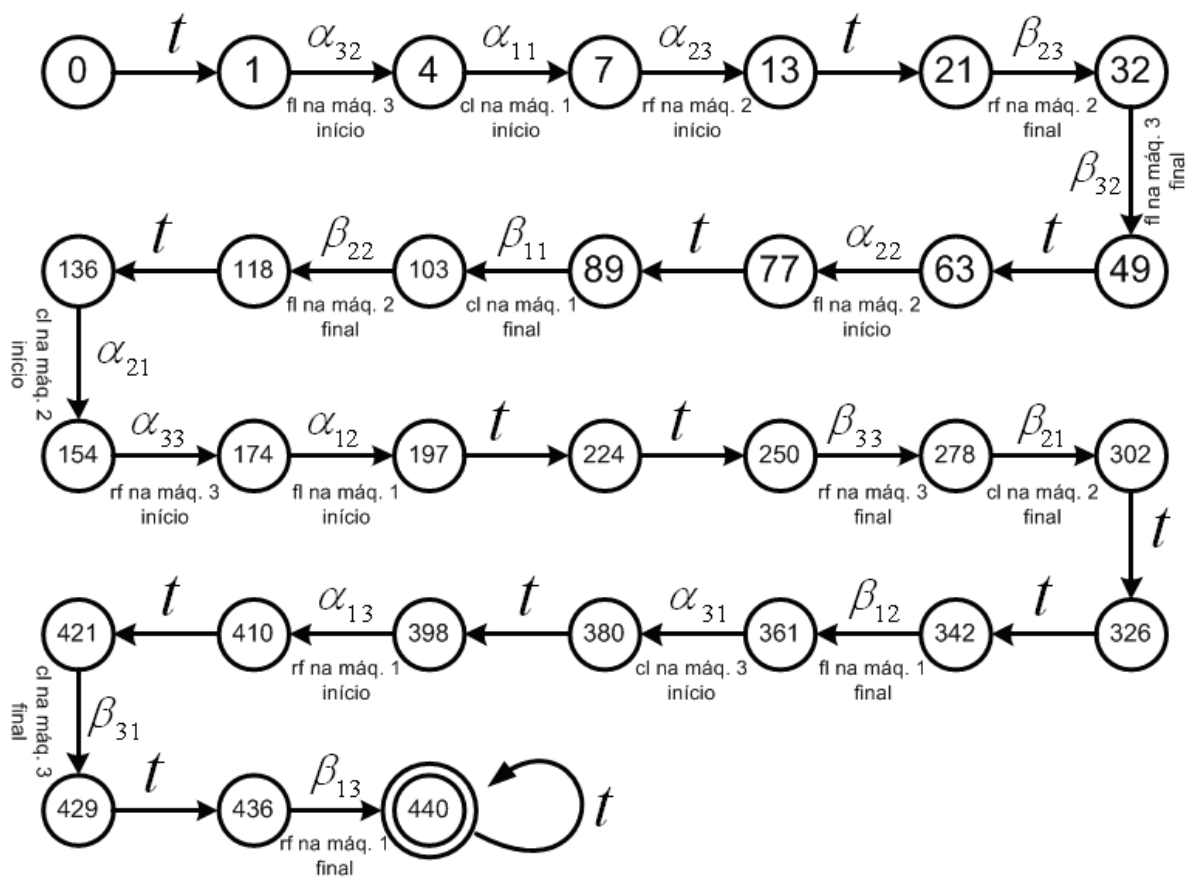 0 t 1 α32 4 α11 7 α23 13 t 21 β23 32
fl na máq. 3
início
cl na máq. 1
início
rf na máq. 2
início
rf na máq. 2
final
β32
fl na máq. 3
final
136 t 118 β22 103 β11 89 t 77 α22 63 t 49
fl na máq. 2
final
cl na máq. 1
final
fl na máq. 2
início
α21
cl na máq. 2
início
154 α33 174 α12 197 t 224 t 250 β33 278 β21 302
rf na máq. 3
início
fl na máq. 1
início
rf na máq. 3
final
cl na máq. 2
final
t
421 t 410 α13 398 t 380 α31 361 β12 342 t 326
rf na máq. 1
início
cl na máq. 3
início
fl na máq. 1
final
β31
cl na máq. 3
final
429 t 436 β13 440 t
rf na máq. 1
final